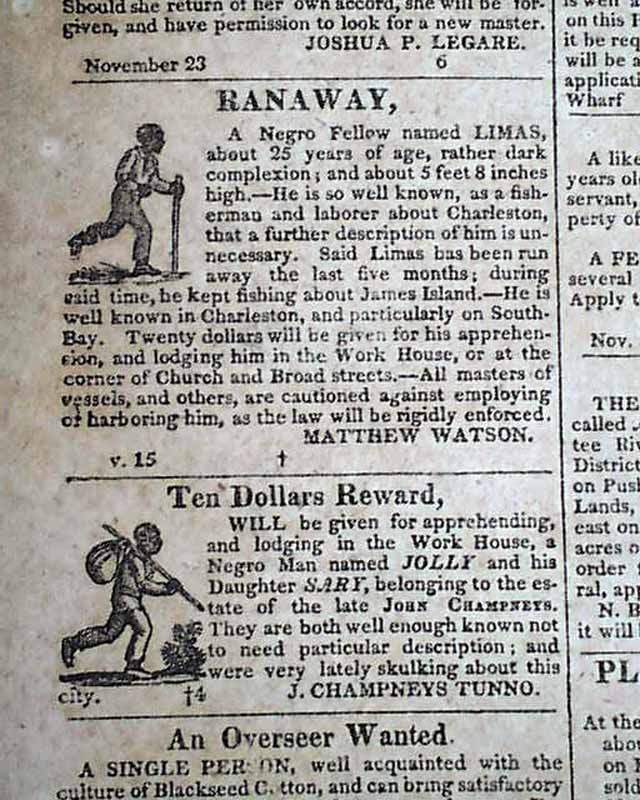 Should she return of her own accord, she will be for-
given, and have permission to look for a new master.
JOSHUA P. LEGARE.
November 23 6
RANAWAY,
A Negro Fellow named LIMAS,
about 25 years of age, rather dark
complexion; and about 5 feet 8 inches
high.—He is so well known, as a fish-
erman and laborer about Charleston,
that a further description of him is un-
necessary. Said Limas has been run
away the last five months; during
said time, he kept fishing about James Island.—He is
well known in Charleston, and particularly on South-
Bay. Twenty dollars will be given for his apprehen-
sion, and lodging him in the Work House, or at the
corner of Church and Broad streets.—All masters of
vessels, and others, are cautioned against employing
of harboring him, as the law will be rigidly enforced.
MATTHEW WATSON.
v. 15 †
Ten Dollars Reward,
WILL be given for apprehending,
and lodging in the Work House, a
Negro Man named JOLLY and his
Daughter SARY, belonging to the es-
tate of the late JOHN CHAMPNEYS.
They are both well enough known not
to need particular description; and
were very lately skulking about this
city. †4 J. CHAMPNEYS TUNNO.
An Overseer Wanted.
A SINGLE PERSON, well acquainted with the
culture of Blackseed Cotton, and can bring satisfactory
on this
it be req
will be a
applicati
Wharf
A like
years ol
servant,
perty of
A FE
several
Apply t
Nov.
THE
called
tee Riv
District
on Push
Lands,
east on
acres o
order
ral, app
N. B
it will
PL
At the
abou
on
sold